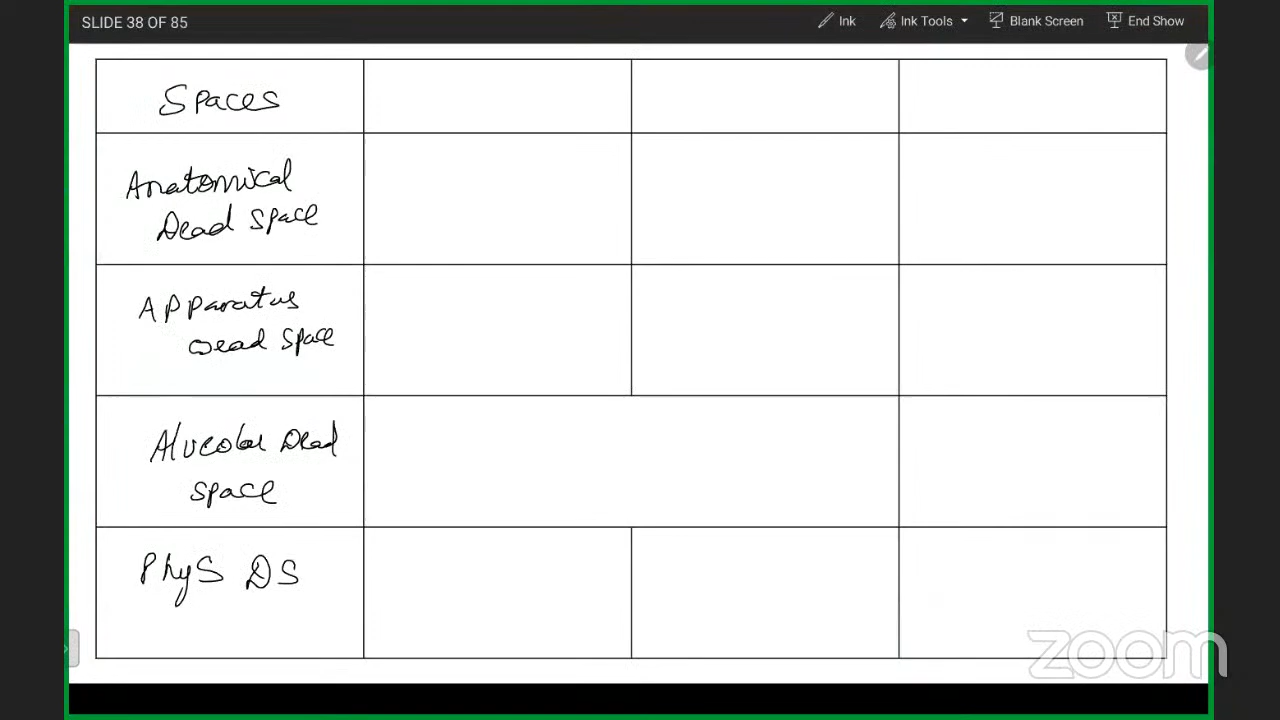 SLIDE 38 OF 85
Ink
Ink Tools
Blank Screen
End Show
Spaces
Anatomical
Dead space
Apparatus
Dead space
Alveolar Dead
space
Phys DS
zoom